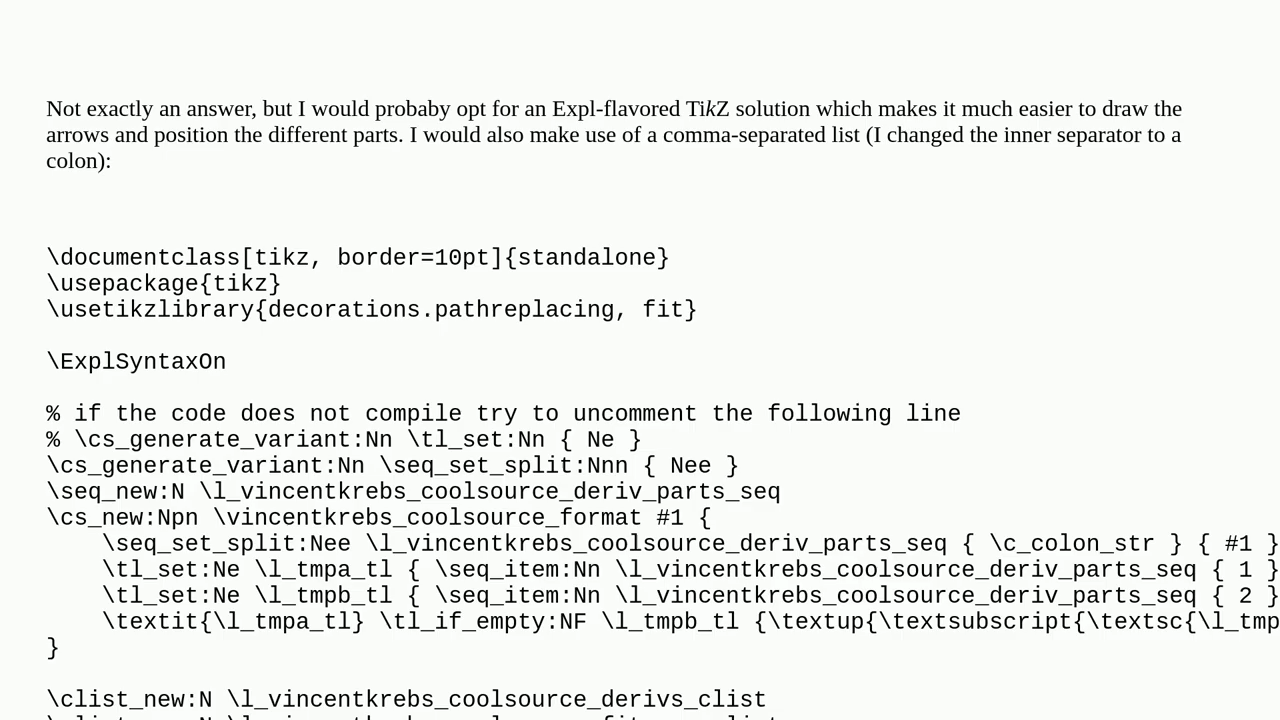 Not exactly an answer, but I would probaby opt for an Expl-flavored TikZ solution which makes it much easier to draw the
arrows and position the different parts. I would also make use of a comma-separated list (I changed the inner separator to a
colon):
\documentclass[tikz, border=10pt]{standalone}
\usepackage{tikz}
\usetikzlibrary{decorations.pathreplacing, fit}
\ExplSyntaxOn
% if the code does not compile try to uncomment the following line
% \cs_generate_variant:Nn \tl_set:Nn { Ne }
\cs_generate_variant:Nn \seq_set_split:Nnn { Nee }
\seq_new:N \l_vincentkrebs_coolsource_deriv_parts_seq
\cs_new:Npn \vincentkrebs_coolsource_format #1 {
    \seq_set_split:Nee \l_vincentkrebs_coolsource_deriv_parts_seq { \c_colon_str } { #1 }
    \tl_set:Ne \l_tmpa_tl { \seq_item:Nn \l_vincentkrebs_coolsource_deriv_parts_seq { 1 }
    \tl_set:Ne \l_tmpb_tl { \seq_item:Nn \l_vincentkrebs_coolsource_deriv_parts_seq { 2 }
    \textit{\l_tmpa_tl} \tl_if_empty:NF \l_tmpb_tl {\textup{\textsubscript{\textsc{\l_tmp
}
\clist_new:N \l_vincentkrebs_coolsource_derivs_clist